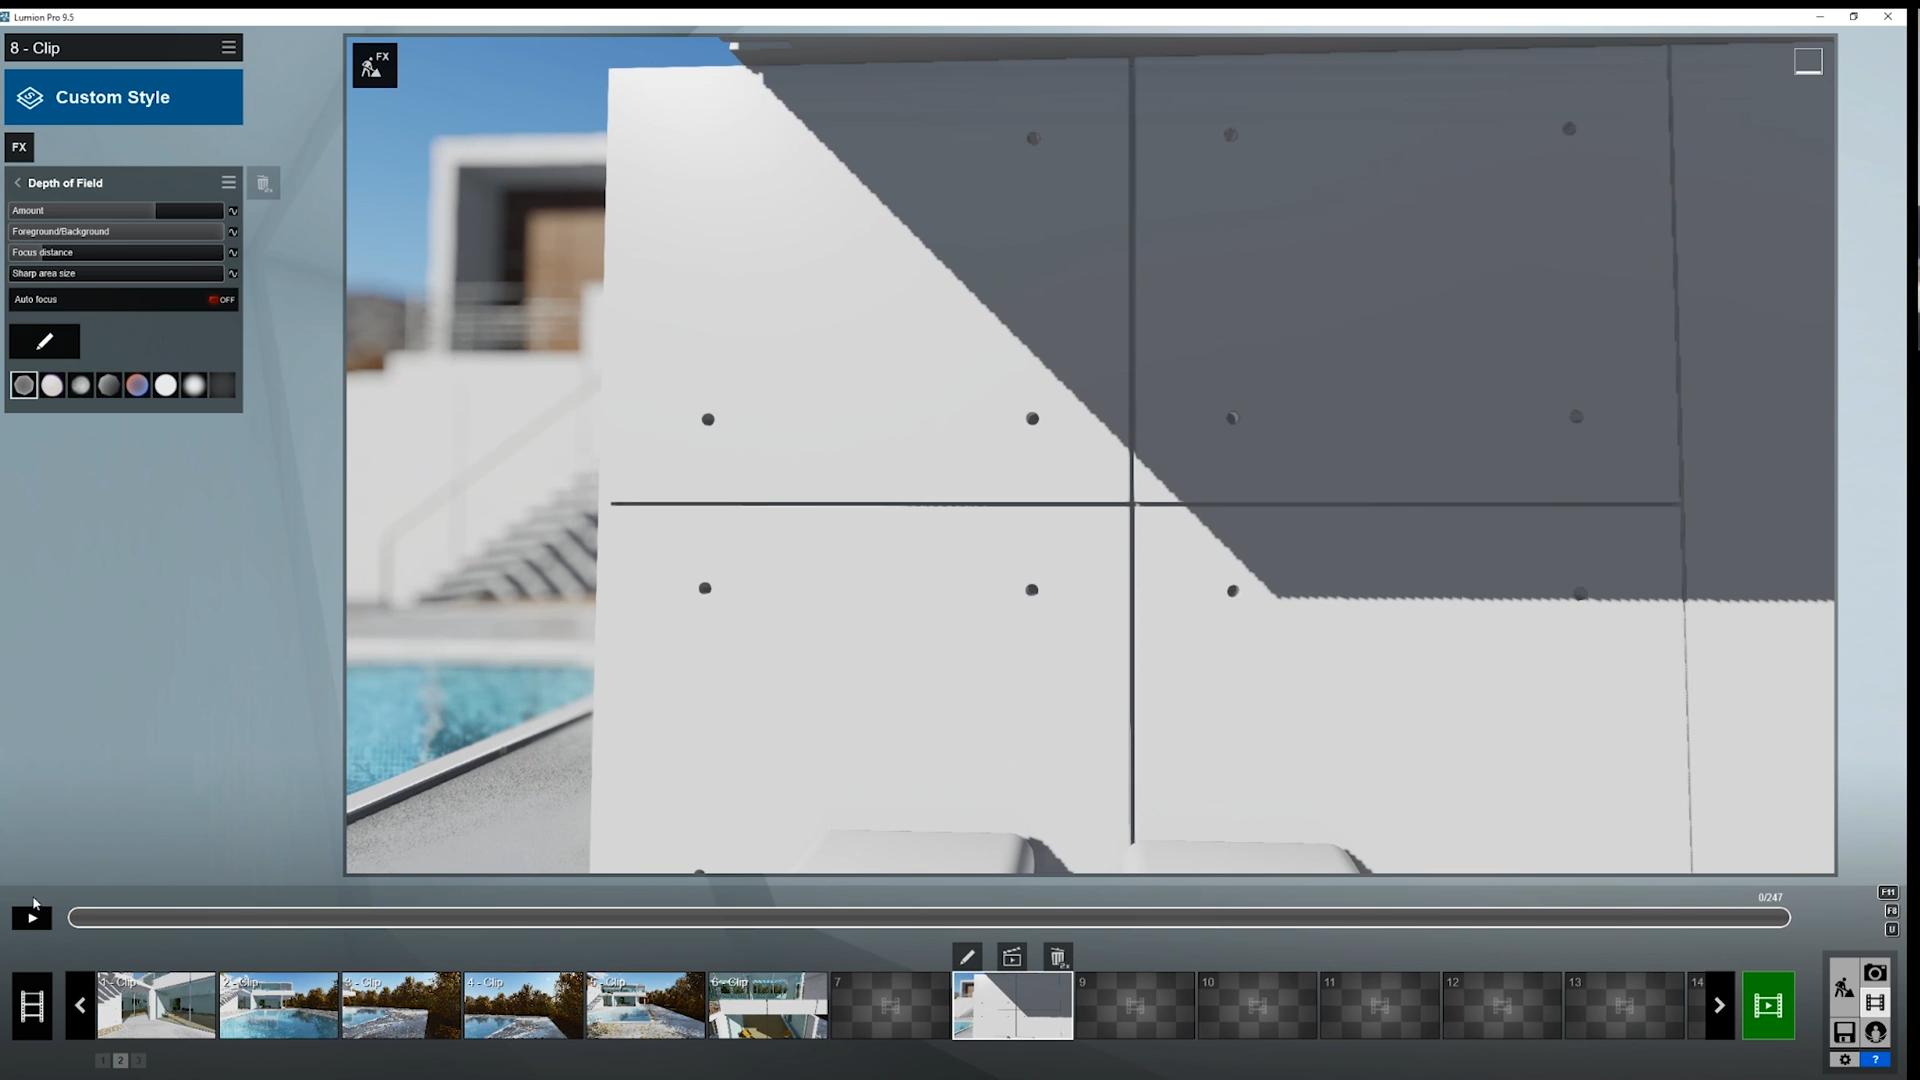 Lumion Pro 9.5
8 - Clip
FX
Custom Style
FX
Depth of Field
Amount
Foreground/Background
Focus distance
Sharp area size
Auto focus OFF
0/247
F11
F8
U
1 - Clip
2 - Clip
3 - Clip
4 - Clip
5 - Clip
6 - Clip
7
9
10
11
12
13
14
1 2 3
?